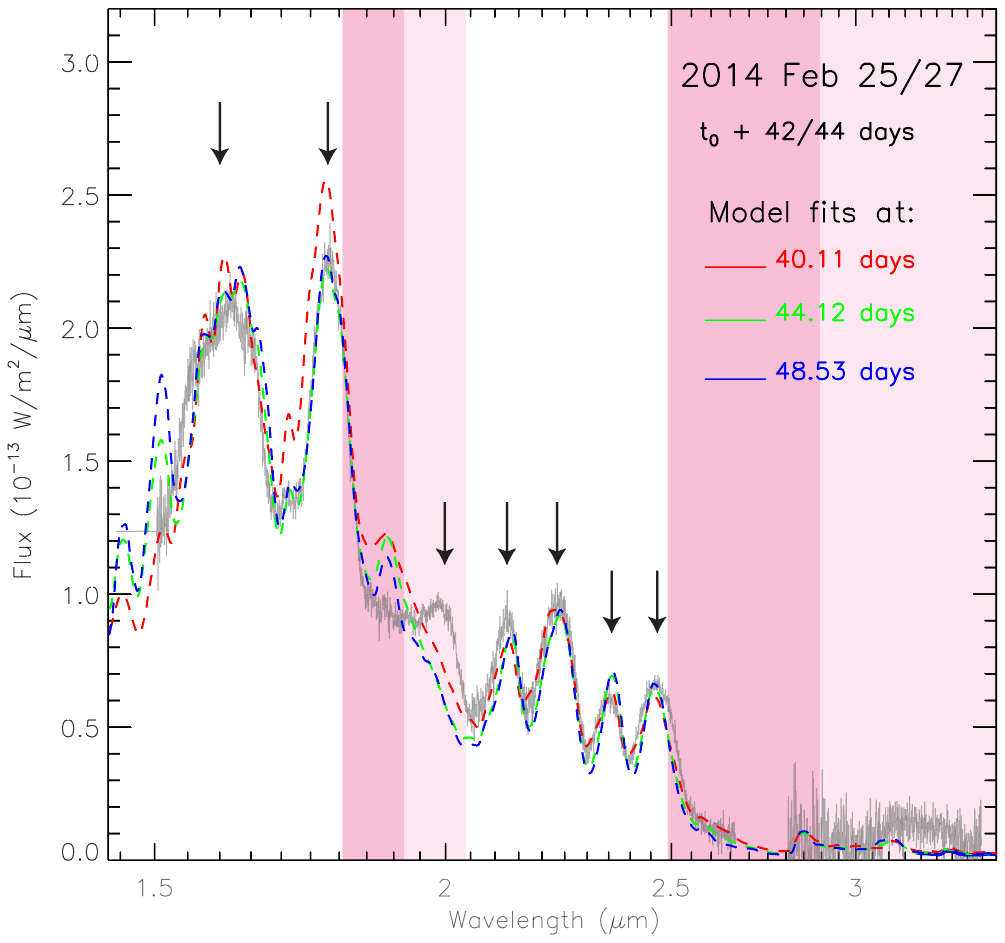 2014 Feb 25/27
t₀ + 42/44 days
Model fits at:
40.11 days
44.12 days
48.53 days
Flux (10⁻¹³ W/m²/μm)
3.0
2.5
2.0
1.5
1.0
0.5
0.0
1.5
2
2.5
3
Wavelength (μm)